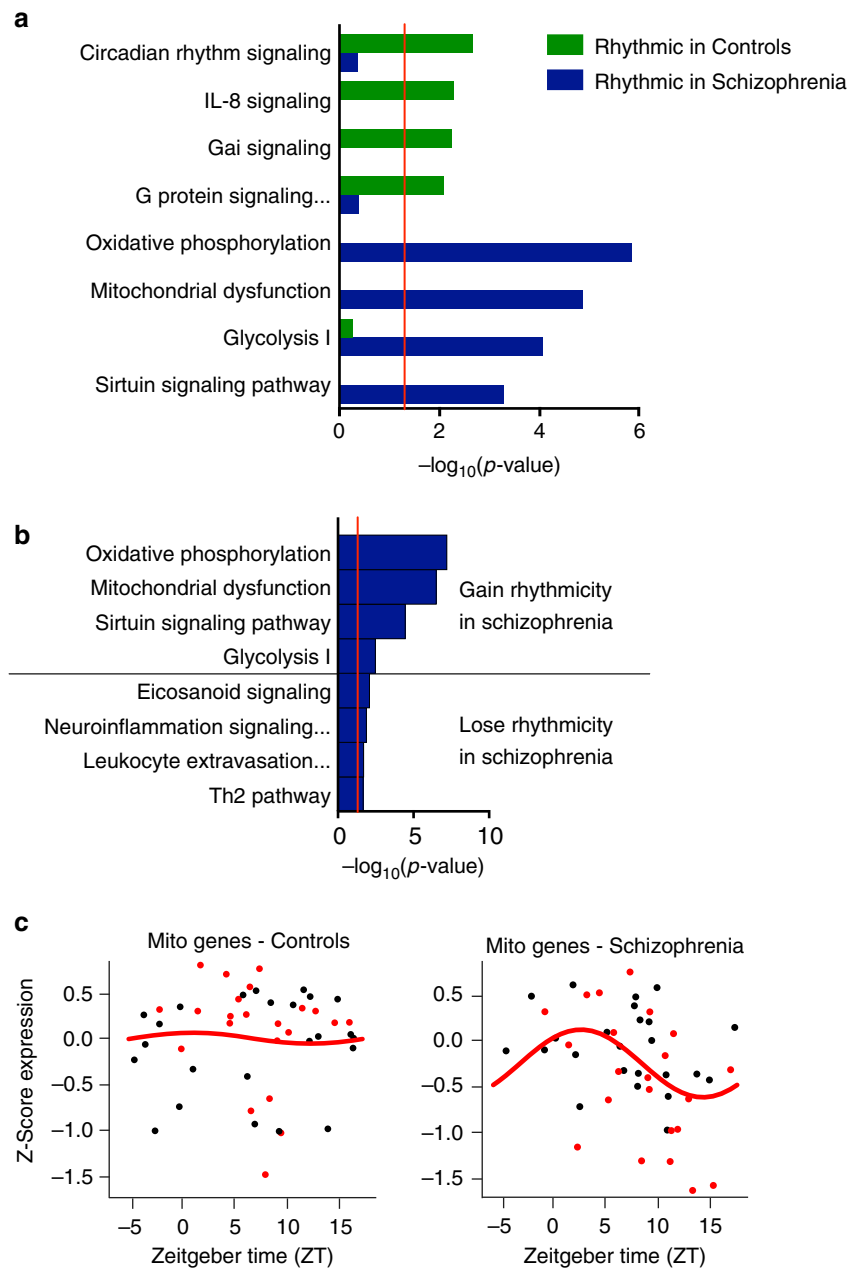 a
Circadian rhythm signaling
IL-8 signaling
Gai signaling
G protein signaling...
Oxidative phosphorylation
Mitochondrial dysfunction
Glycolysis I
Sirtuin signaling pathway
Rhythmic in Controls
Rhythmic in Schizophrenia
0 2 4 6
–log10(p-value)
b
Oxidative phosphorylation
Mitochondrial dysfunction
Sirtuin signaling pathway
Glycolysis I
Eicosanoid signaling
Neuroinflammation signaling...
Leukocyte extravasation...
Th2 pathway
Gain rhythmicity
in schizophrenia
Lose rhythmicity
in schizophrenia
0 5 10
–log10(p-value)
c
Mito genes - Controls
Z-Score expression
0.5
0.0
–0.5
–1.0
–1.5
–5 0 5 10 15
Zeitgeber time (ZT)
Mito genes - Schizophrenia
0.5
0.0
–0.5
–1.0
–1.5
–5 0 5 10 15
Zeitgeber time (ZT)